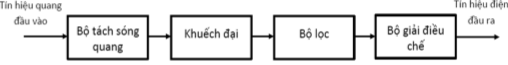 Tín hiệu quang
đầu vào
Bộ tách sóng
quang
Khuếch đại
Bộ lọc
Bộ giải điều
chế
Tín hiệu điện
đầu ra